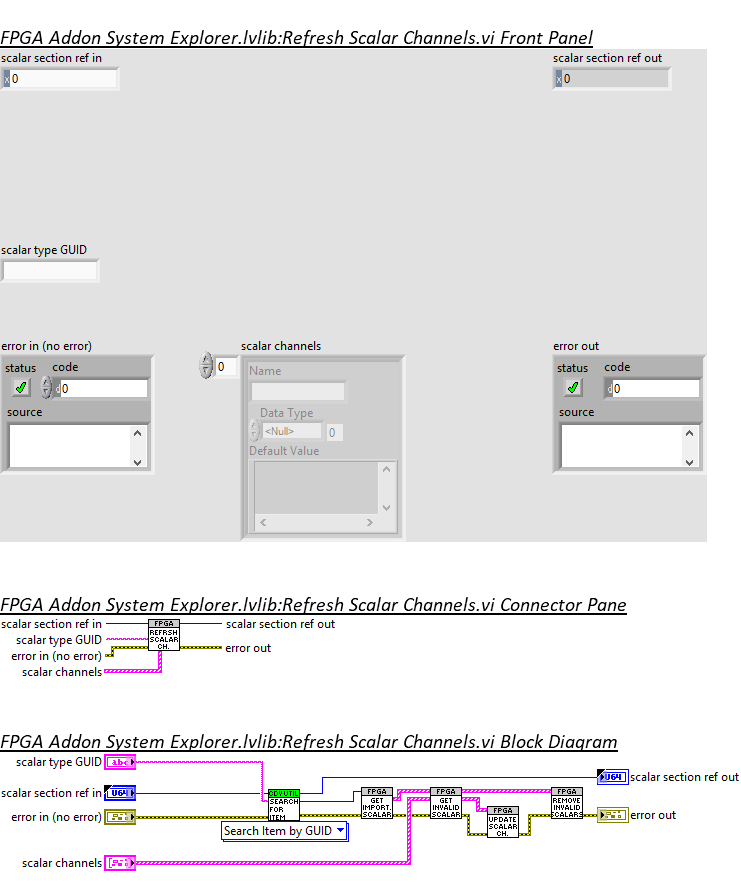 FPGA Addon System Explorer.lvlib:Refresh Scalar Channels.vi Front Panel
scalar section ref in
scalar section ref out
x 0
x 0
scalar type GUID
error in (no error)
scalar channels
error out
status code
0
Name
status code
d 0
d 0
source
Data Type
source
<Null> 0
Default Value
FPGA Addon System Explorer.lvlib:Refresh Scalar Channels.vi Connector Pane
scalar section ref in
scalar section ref out
scalar type GUID
error in (no error)
error out
scalar channels
FPGA
REFRSH
SCALAR
CH.
FPGA Addon System Explorer.lvlib:Refresh Scalar Channels.vi Block Diagram
scalar type GUID
abc
scalar section ref in
U64
error in (no error)
scalar channels
SEARCH
FOR
ITEM
Search Item by GUID
FPGA
GET
IMPORT.
SCALAR
FPGA
GET
INVALID
SCALAR
FPGA
UPDATE
SCALAR
CH.
FPGA
REMOVE
INVALID
SCALARS
U64
scalar section ref out
error out